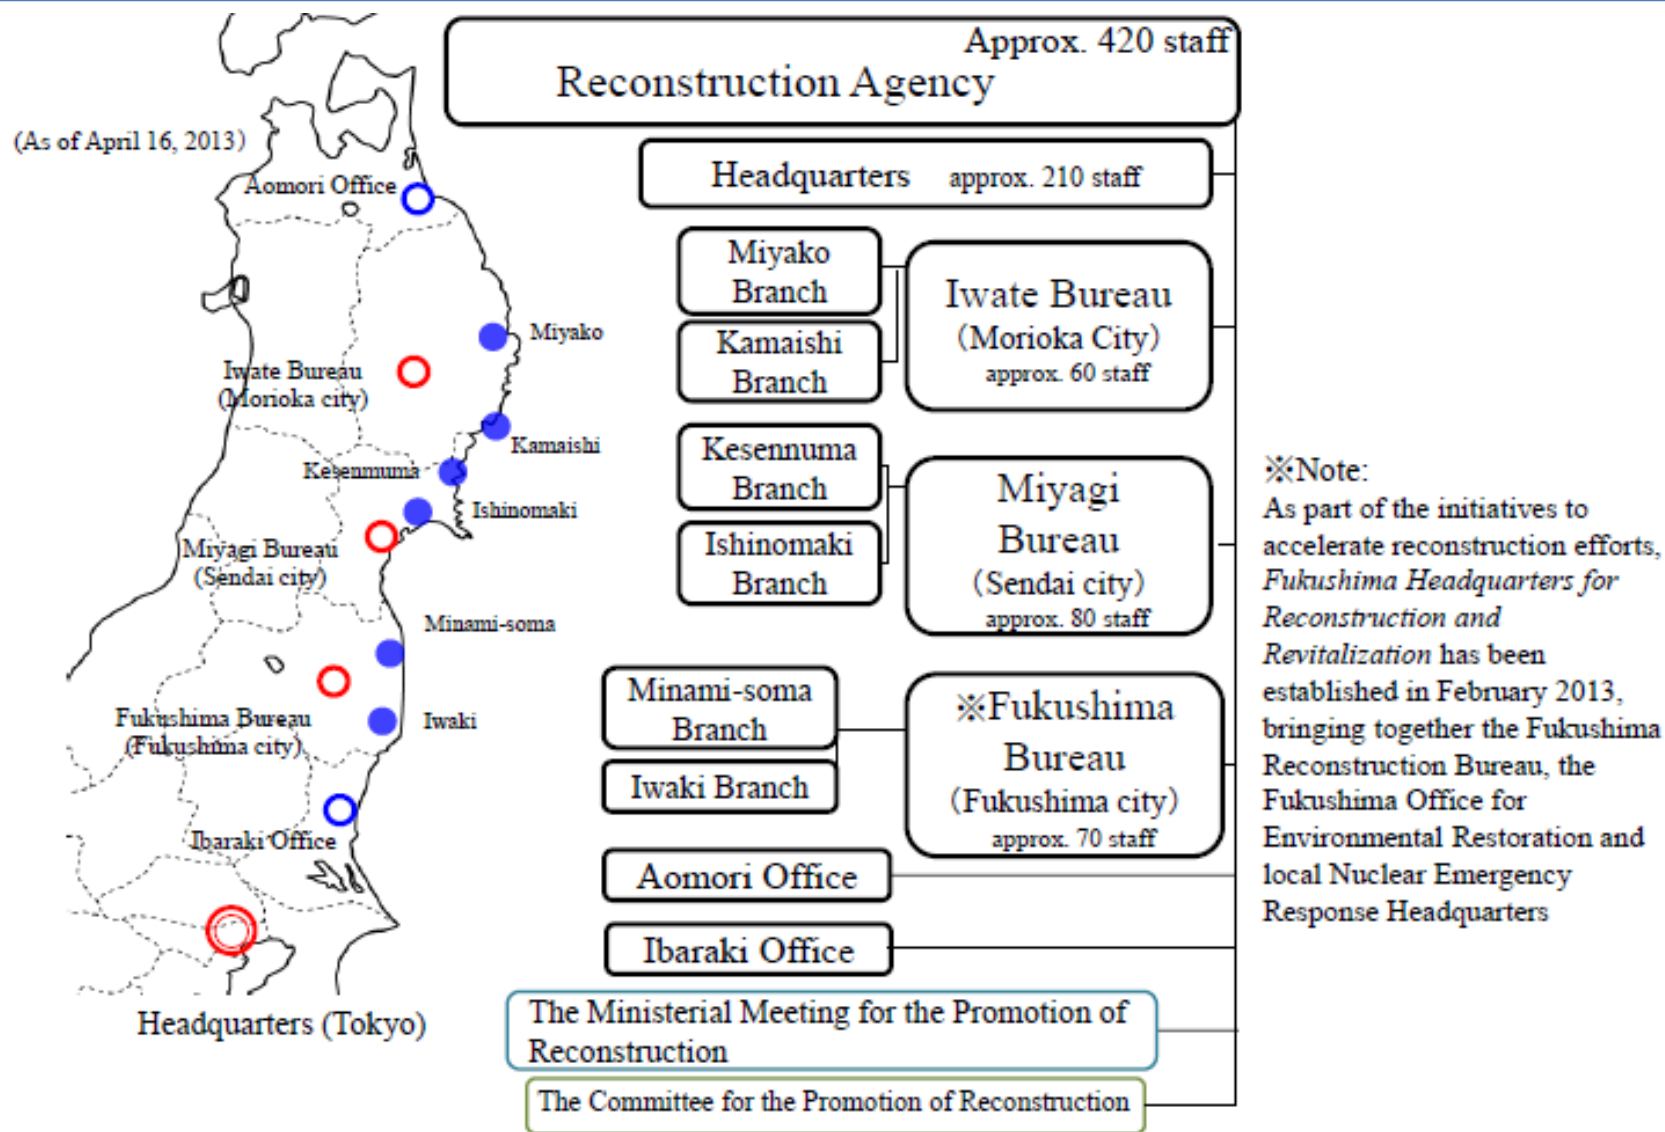 Approx. 420 staff
Reconstruction Agency
(As of April 16, 2013)
Aomori Office
Miyako
Iwate Bureau
(Morioka city)
Kamaishi
Kesennuma
Ishinomaki
Miyagi Bureau
(Sendai city)
Minami-soma
Fukushima Bureau
(Fukushima city)
Iwaki
Ibaraki Office
Headquarters (Tokyo)
Headquarters approx. 210 staff
Miyako
Branch
Kamaishi
Branch
Iwate Bureau
(Morioka City)
approx. 60 staff
Kesennuma
Branch
Ishinomaki
Branch
Miyagi
Bureau
(Sendai city)
approx. 80 staff
Minami-soma
Branch
Iwaki Branch
※Fukushima
Bureau
(Fukushima city)
approx. 70 staff
Aomori Office
Ibaraki Office
The Ministerial Meeting for the Promotion of
Reconstruction
The Committee for the Promotion of Reconstruction
※Note:
As part of the initiatives to
accelerate reconstruction efforts,
Fukushima Headquarters for
Reconstruction and
Revitalization has been
established in February 2013,
bringing together the Fukushima
Reconstruction Bureau, the
Fukushima Office for
Environmental Restoration and
local Nuclear Emergency
Response Headquarters